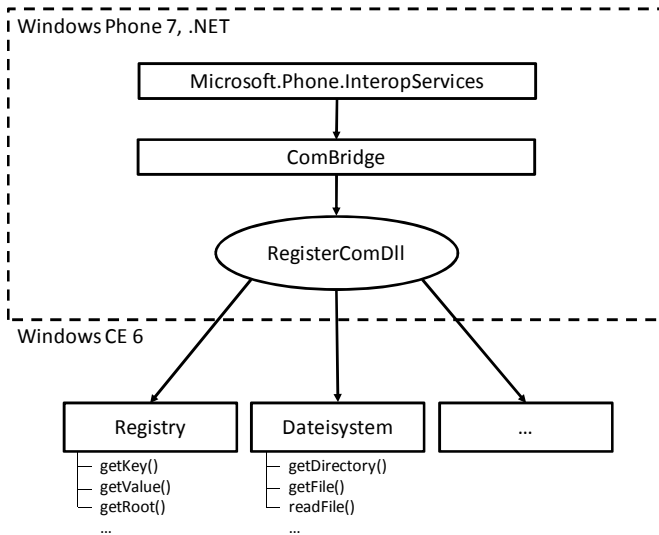 Windows Phone 7, .NET
Microsoft.Phone.InteropServices
ComBridge
RegisterComDll
Windows CE 6
Registry
Dateisystem
...
getKey()
getValue()
getRoot()
...
getDirectory()
getFile()
readFile()
...